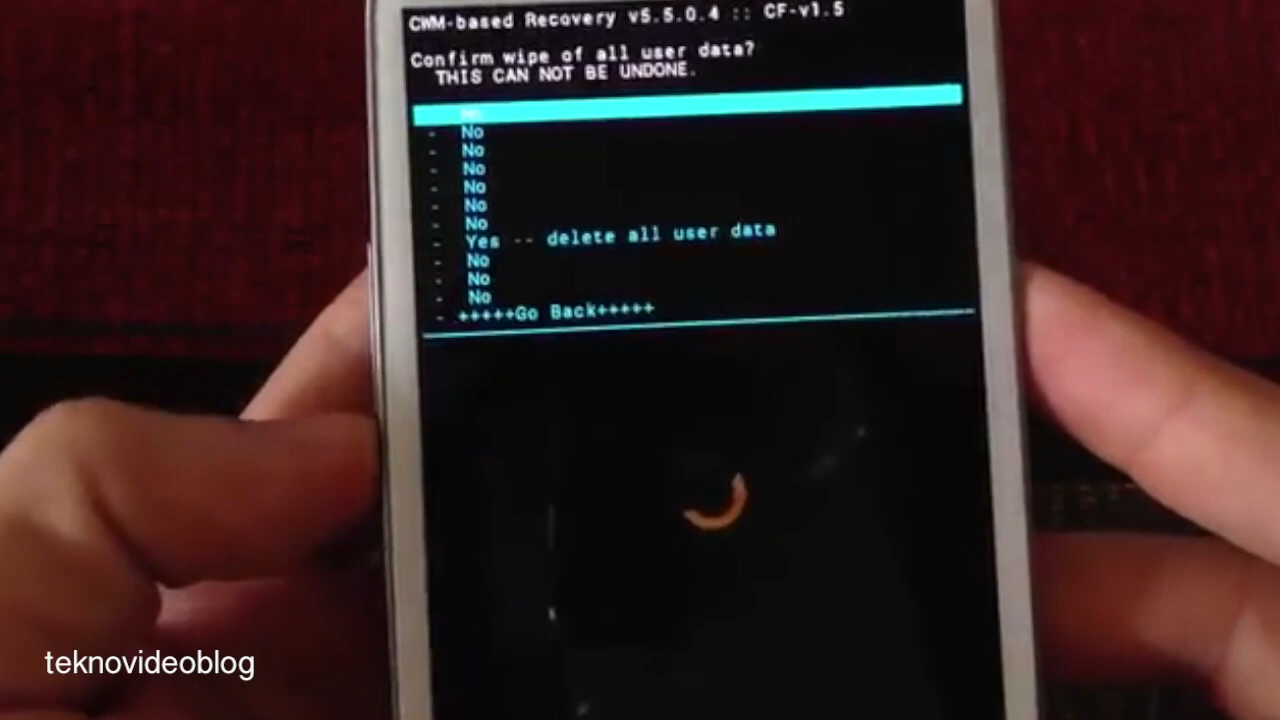 CWM-based Recovery v5.5.0.4 :: CF-v1.5
Confirm wipe of all user data?
THIS CAN NOT BE UNDONE.
- No
- No
- No
- No
- No
- No
- Yes -- delete all user data
- No
- No
- No
- +++++Go Back+++++
teknovideoblog